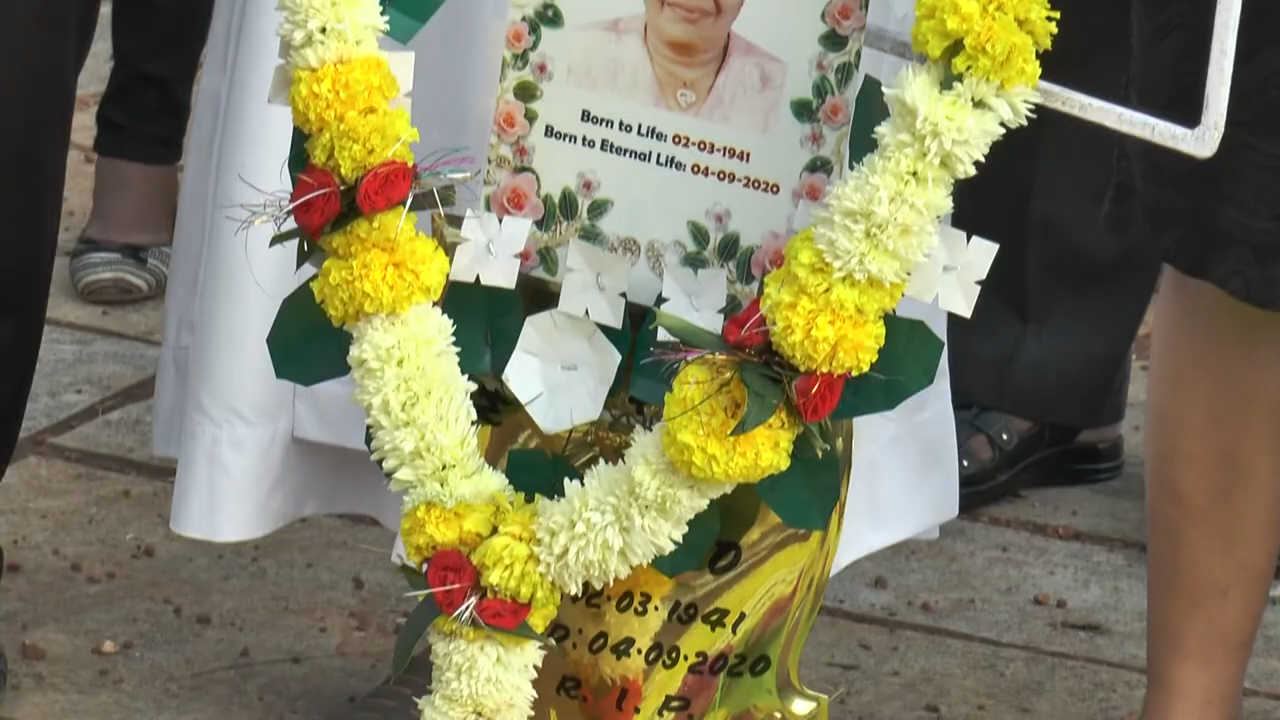 Born to Life: 02-03-1941
Born to Eternal Life: 04-09-2020
O
02·03·1941
D: 04·09·2020
R. I. P.